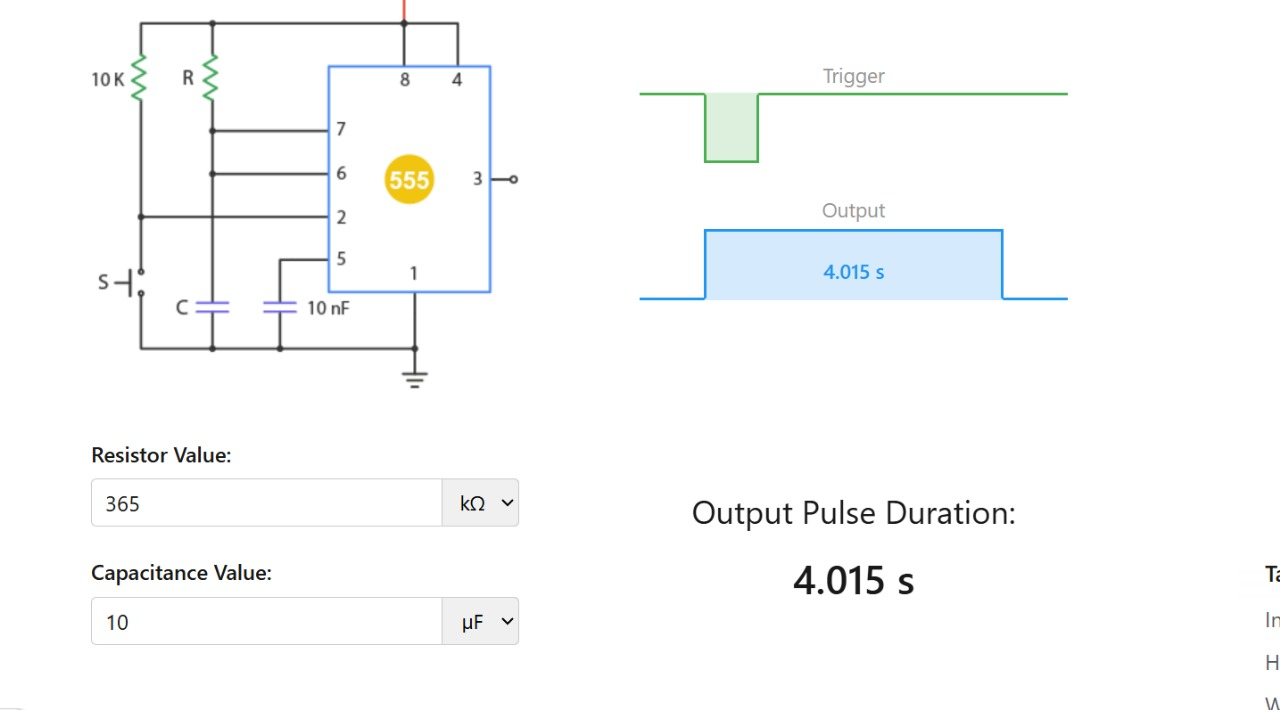 10 K
R
8
4
7
6
555
3
2
5
1
S
C
10 nF
Trigger
Output
4.015 s
Resistor Value:
365
kΩ
Capacitance Value:
10
µF
Output Pulse Duration:
4.015 s